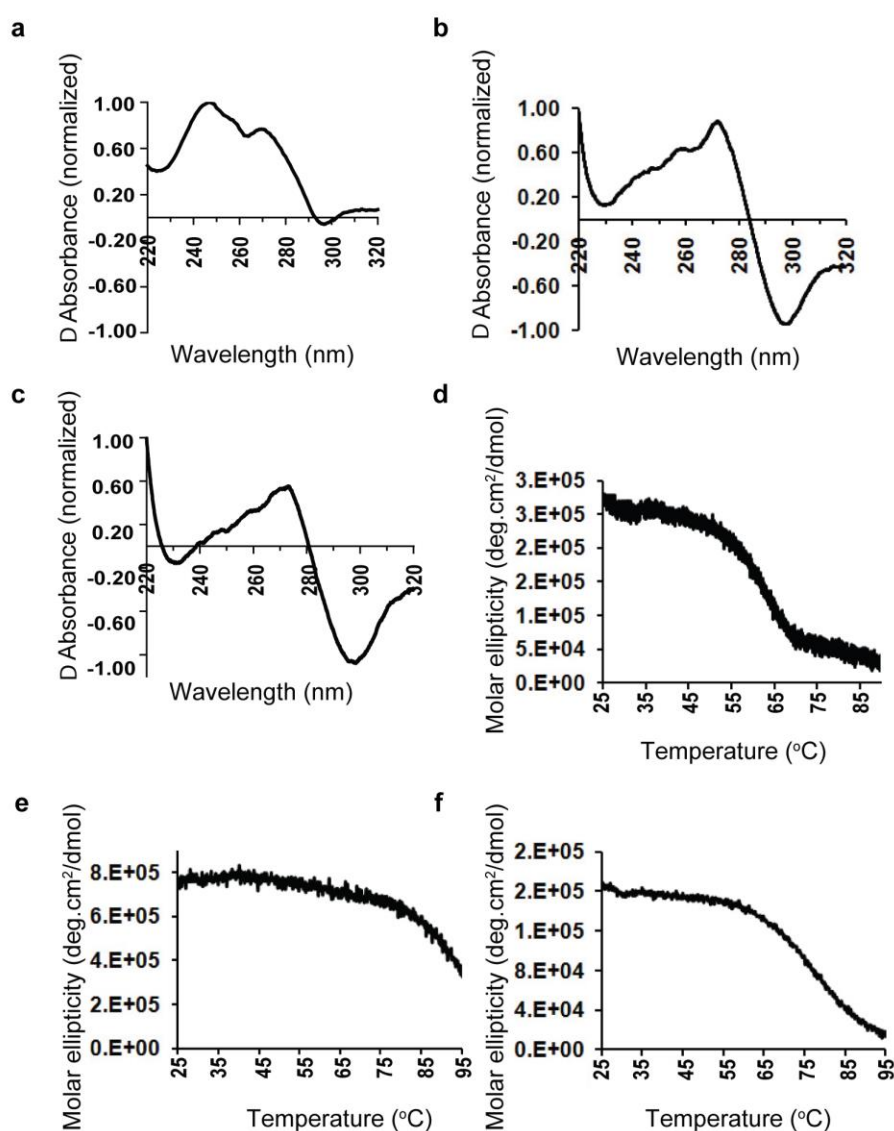 a
D Absorbance (normalized)
1.00
0.60
0.20
-0.20
-0.60
-1.00
220
240
260
280
300
320
Wavelength (nm)
b
D Absorbance (normalized)
1.00
0.60
0.20
-0.20
-0.60
-1.00
220
240
260
280
300
320
Wavelength (nm)
c
D Absorbance (normalized)
1.00
0.60
0.20
-0.20
-0.60
-1.00
220
240
260
280
300
320
Wavelength (nm)
d
Molar ellipticity (deg.cm²/dmol)
3.E+05
3.E+05
2.E+05
2.E+05
1.E+05
5.E+04
0.E+00
25
35
45
55
65
75
85
Temperature (°C)
e
Molar ellipticity (deg.cm²/dmol)
8.E+05
6.E+05
4.E+05
2.E+05
0.E+00
25
35
45
55
65
75
85
95
Temperature (°C)
f
Molar ellipticity (deg.cm²/dmol)
2.E+05
2.E+05
1.E+05
8.E+04
4.E+04
0.E+00
25
35
45
55
65
75
85
95
Temperature (°C)